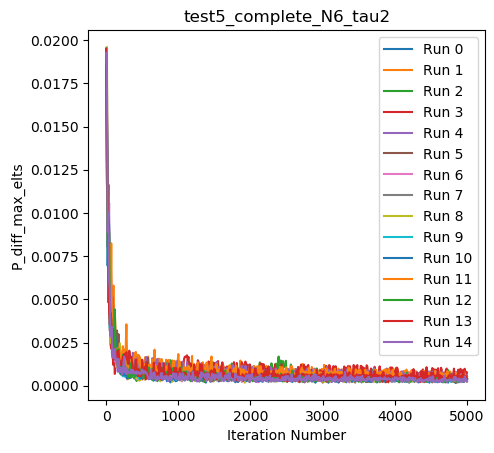 test5_complete_N6_tau2
P_diff_max_elts
0.0200
0.0175
0.0150
0.0125
0.0100
0.0075
0.0050
0.0025
0.0000
Run 0
Run 1
Run 2
Run 3
Run 4
Run 5
Run 6
Run 7
Run 8
Run 9
Run 10
Run 11
Run 12
Run 13
Run 14
0 1000 2000 3000 4000 5000
Iteration Number